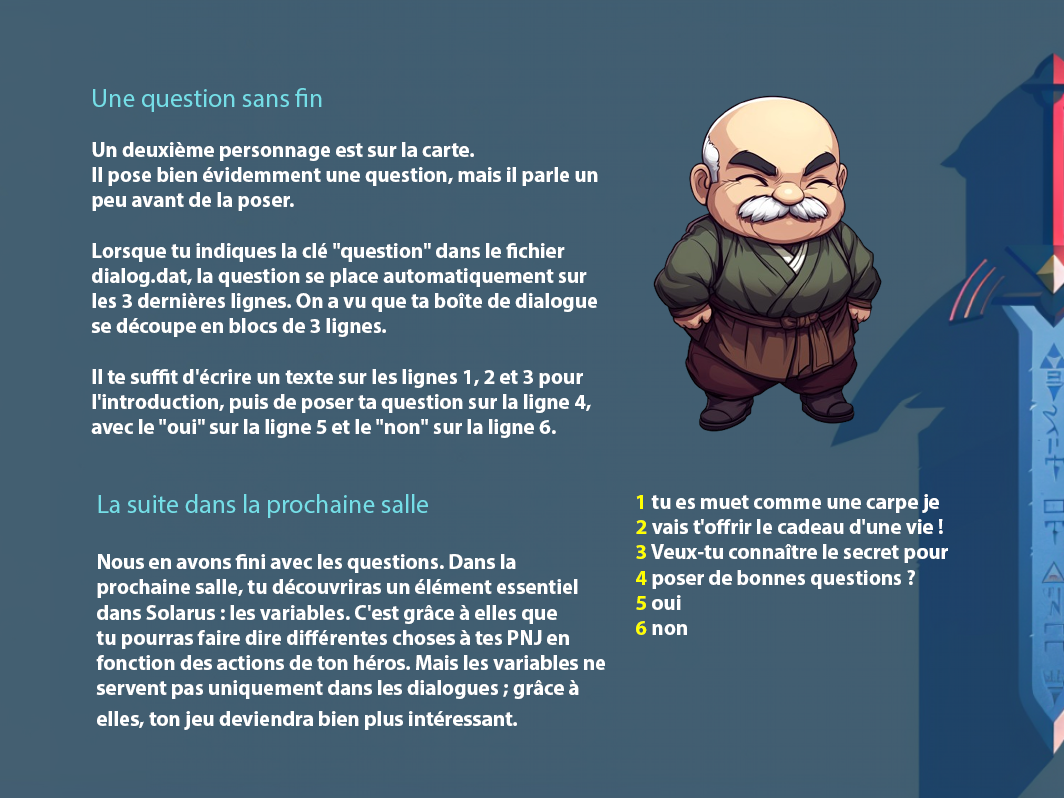 Une question sans fin
Un deuxième personnage est sur la carte.
Il pose bien évidemment une question, mais il parle un
peu avant de la poser.
Lorsque tu indiques la clé "question" dans le fichier
dialog.dat, la question se place automatiquement sur
les 3 dernières lignes. On a vu que ta boîte de dialogue
se découpe en blocs de 3 lignes.
Il te suffit d'écrire un texte sur les lignes 1, 2 et 3 pour
l'introduction, puis de poser ta question sur la ligne 4,
avec le "oui" sur la ligne 5 et le "non" sur la ligne 6.
La suite dans la prochaine salle
Nous en avons fini avec les questions. Dans la
prochaine salle, tu découvriras un élément essentiel
dans Solarus : les variables. C'est grâce à elles que
tu pourras faire dire différentes choses à tes PNJ en
fonction des actions de ton héros. Mais les variables ne
servent pas uniquement dans les dialogues ; grâce à
elles, ton jeu deviendra bien plus intéressant.
1 tu es muet comme une carpe je
2 vais t'offrir le cadeau d'une vie !
3 Veux-tu connaître le secret pour
4 poser de bonnes questions ?
5 oui
6 non